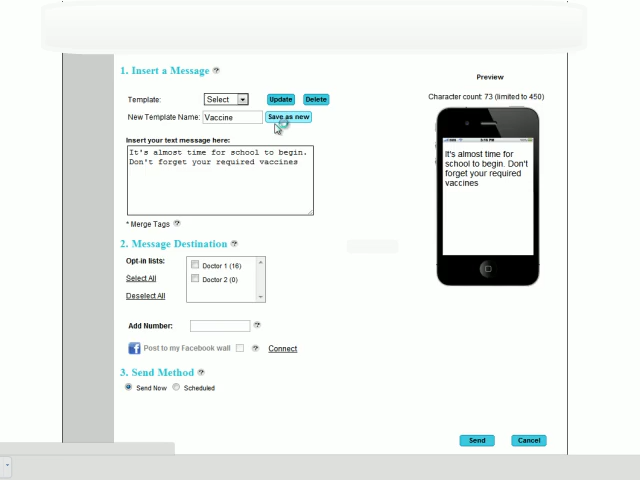 1. Insert a Message
Template: Select Update Delete
New Template Name: Vaccine Save as new
Insert your text message here:
It's almost time for school to begin.
Don't forget your required vaccines
* Merge Tags
2. Message Destination
Opt-in lists:
Select All
Deselect All
Doctor 1 (16)
Doctor 2 (0)
Add Number:
Post to my Facebook wall Connect
3. Send Method
Send Now Scheduled
Preview
Character count: 73 (limited to 450)
It's almost time for
school to begin. Don't
forget your required
vaccines
Send Cancel